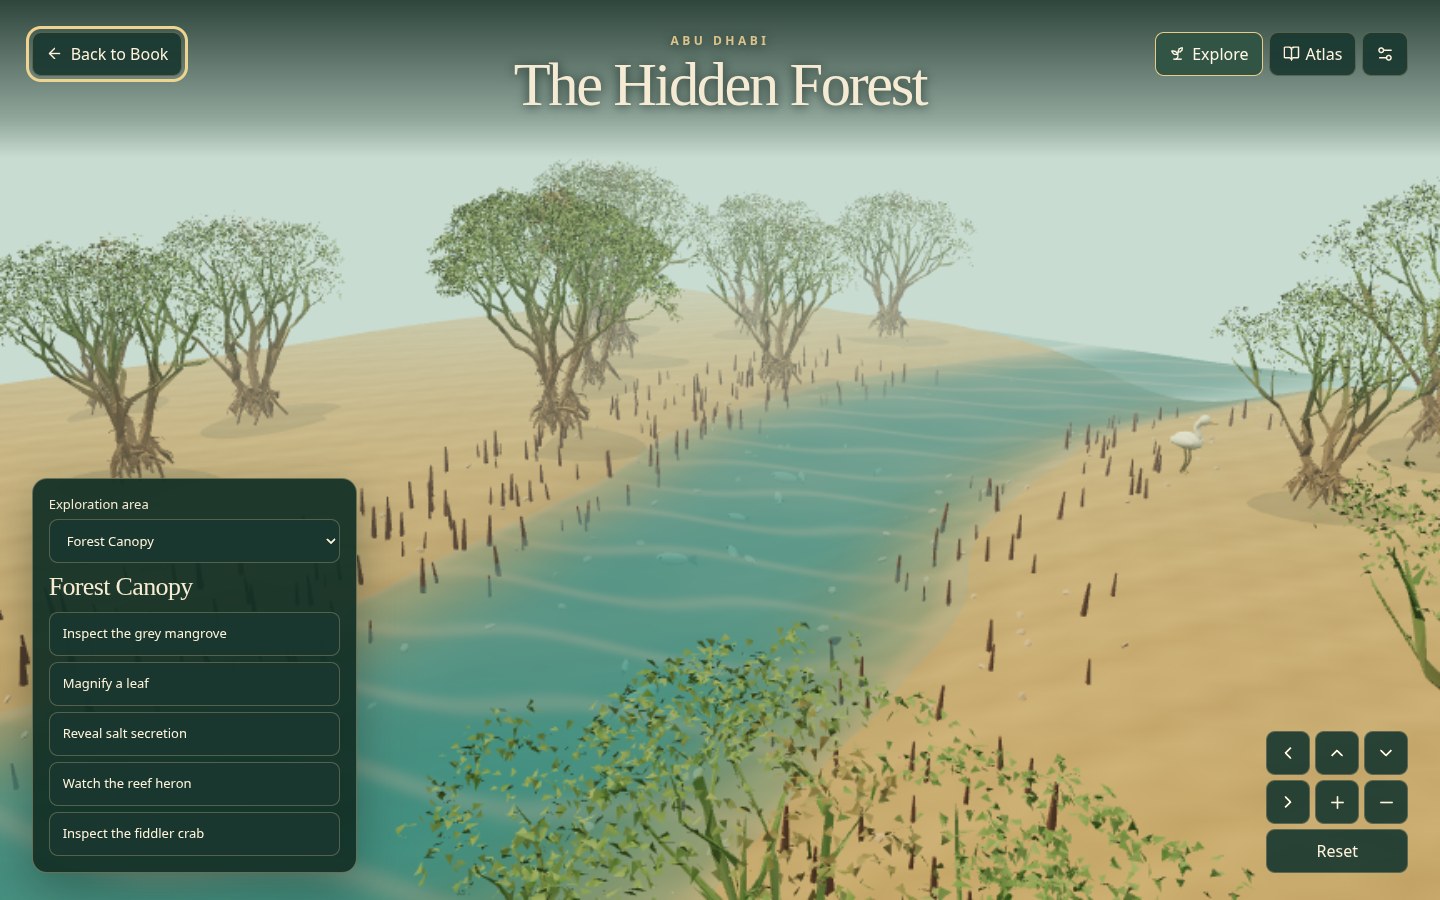 Back to Book
ABU DHABI
The Hidden Forest
Explore
Atlas
Exploration area
Forest Canopy
Forest Canopy
Inspect the grey mangrove
Magnify a leaf
Reveal salt secretion
Watch the reef heron
Inspect the fiddler crab
Reset